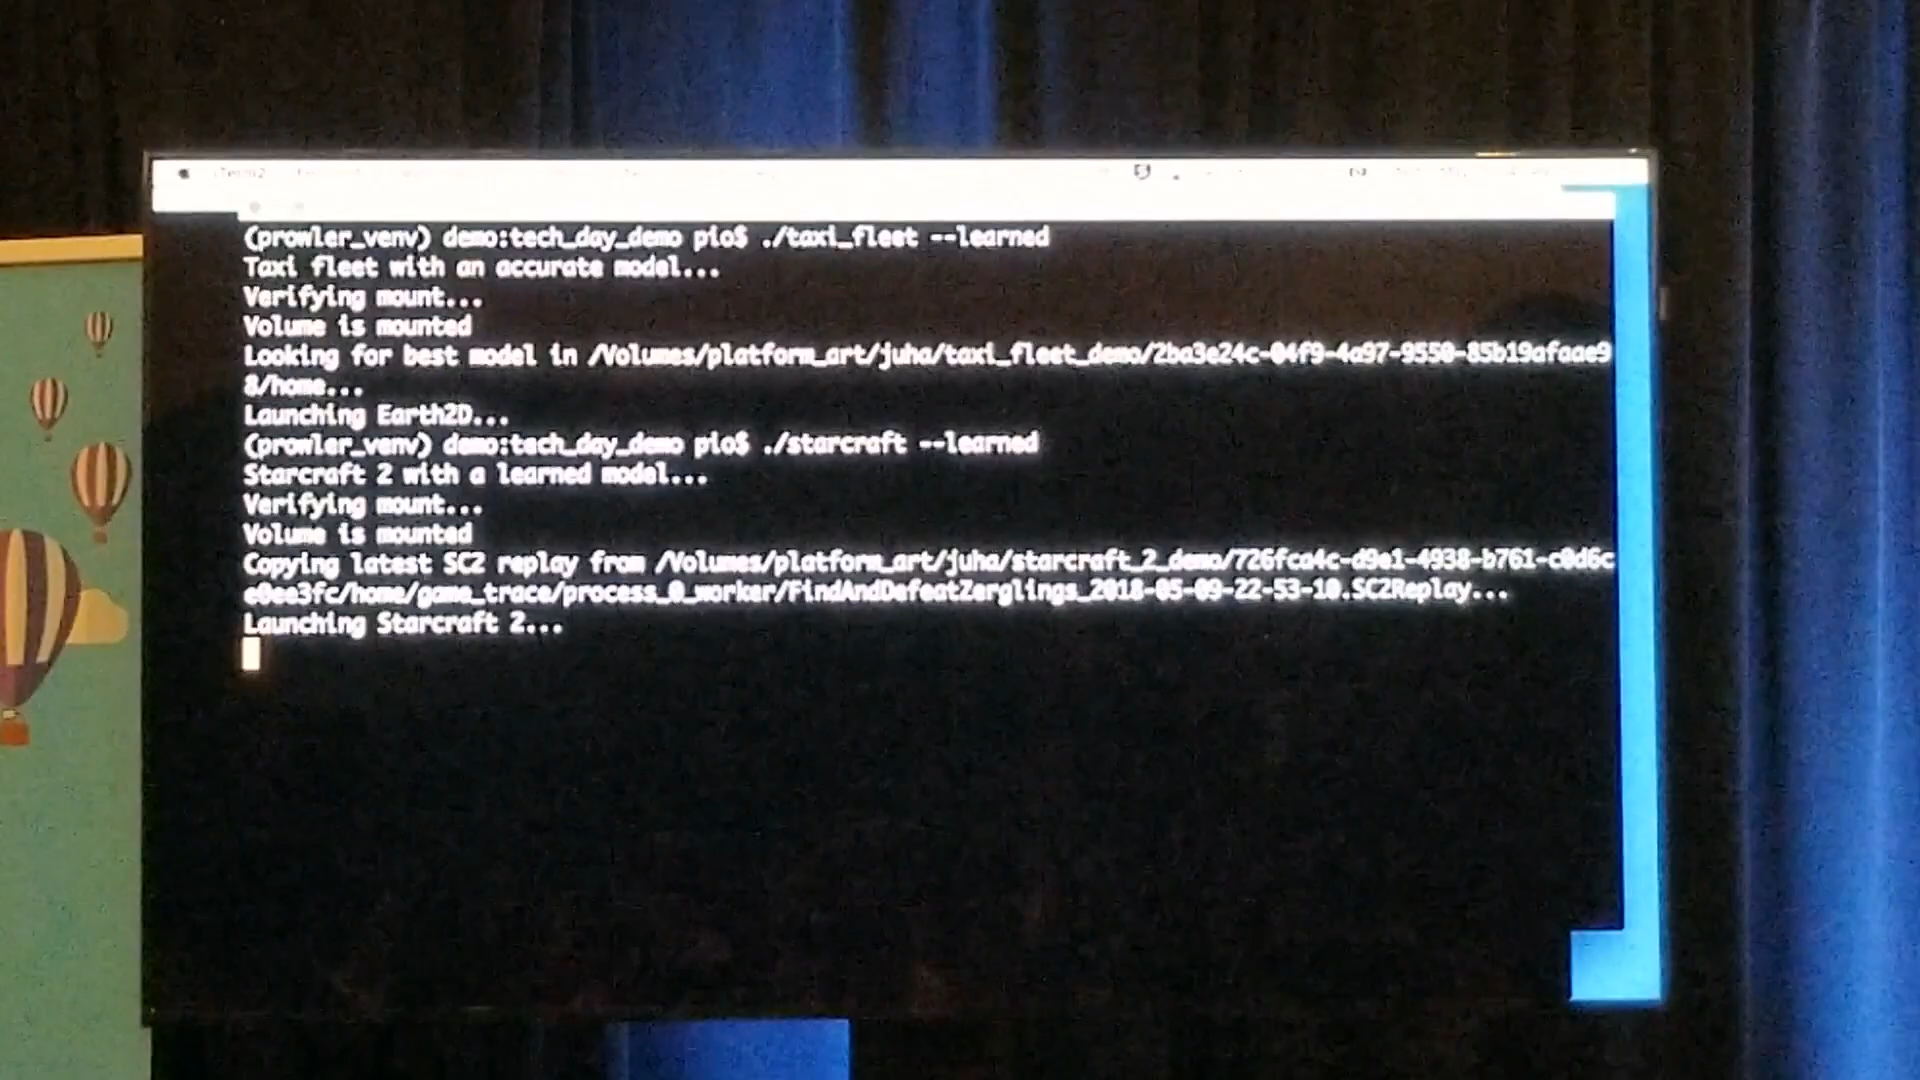 iTerm2
(prowler_venv) demo:tech_day_demo pio$ ./taxi_fleet --learned
Taxi fleet with an accurate model...
Verifying mount...
Volume is mounted
Looking for best model in /Volumes/platform_art/juha/taxi_fleet_demo/2ba3e24c-04f9-4a97-9550-85b19afaae9
8/home...
Launching Earth2D...
(prowler_venv) demo:tech_day_demo pio$ ./starcraft --learned
Starcraft 2 with a learned model...
Verifying mount...
Volume is mounted
Copying latest SC2 replay from /Volumes/platform_art/juha/starcraft_2_demo/726fca4c-d9e1-4938-b761-c0d6c
e0ee3fc/home/game_trace/process_0_worker/FindAndDefeatZerglings_2018-05-09-22-53-10.SC2Replay...
Launching Starcraft 2...